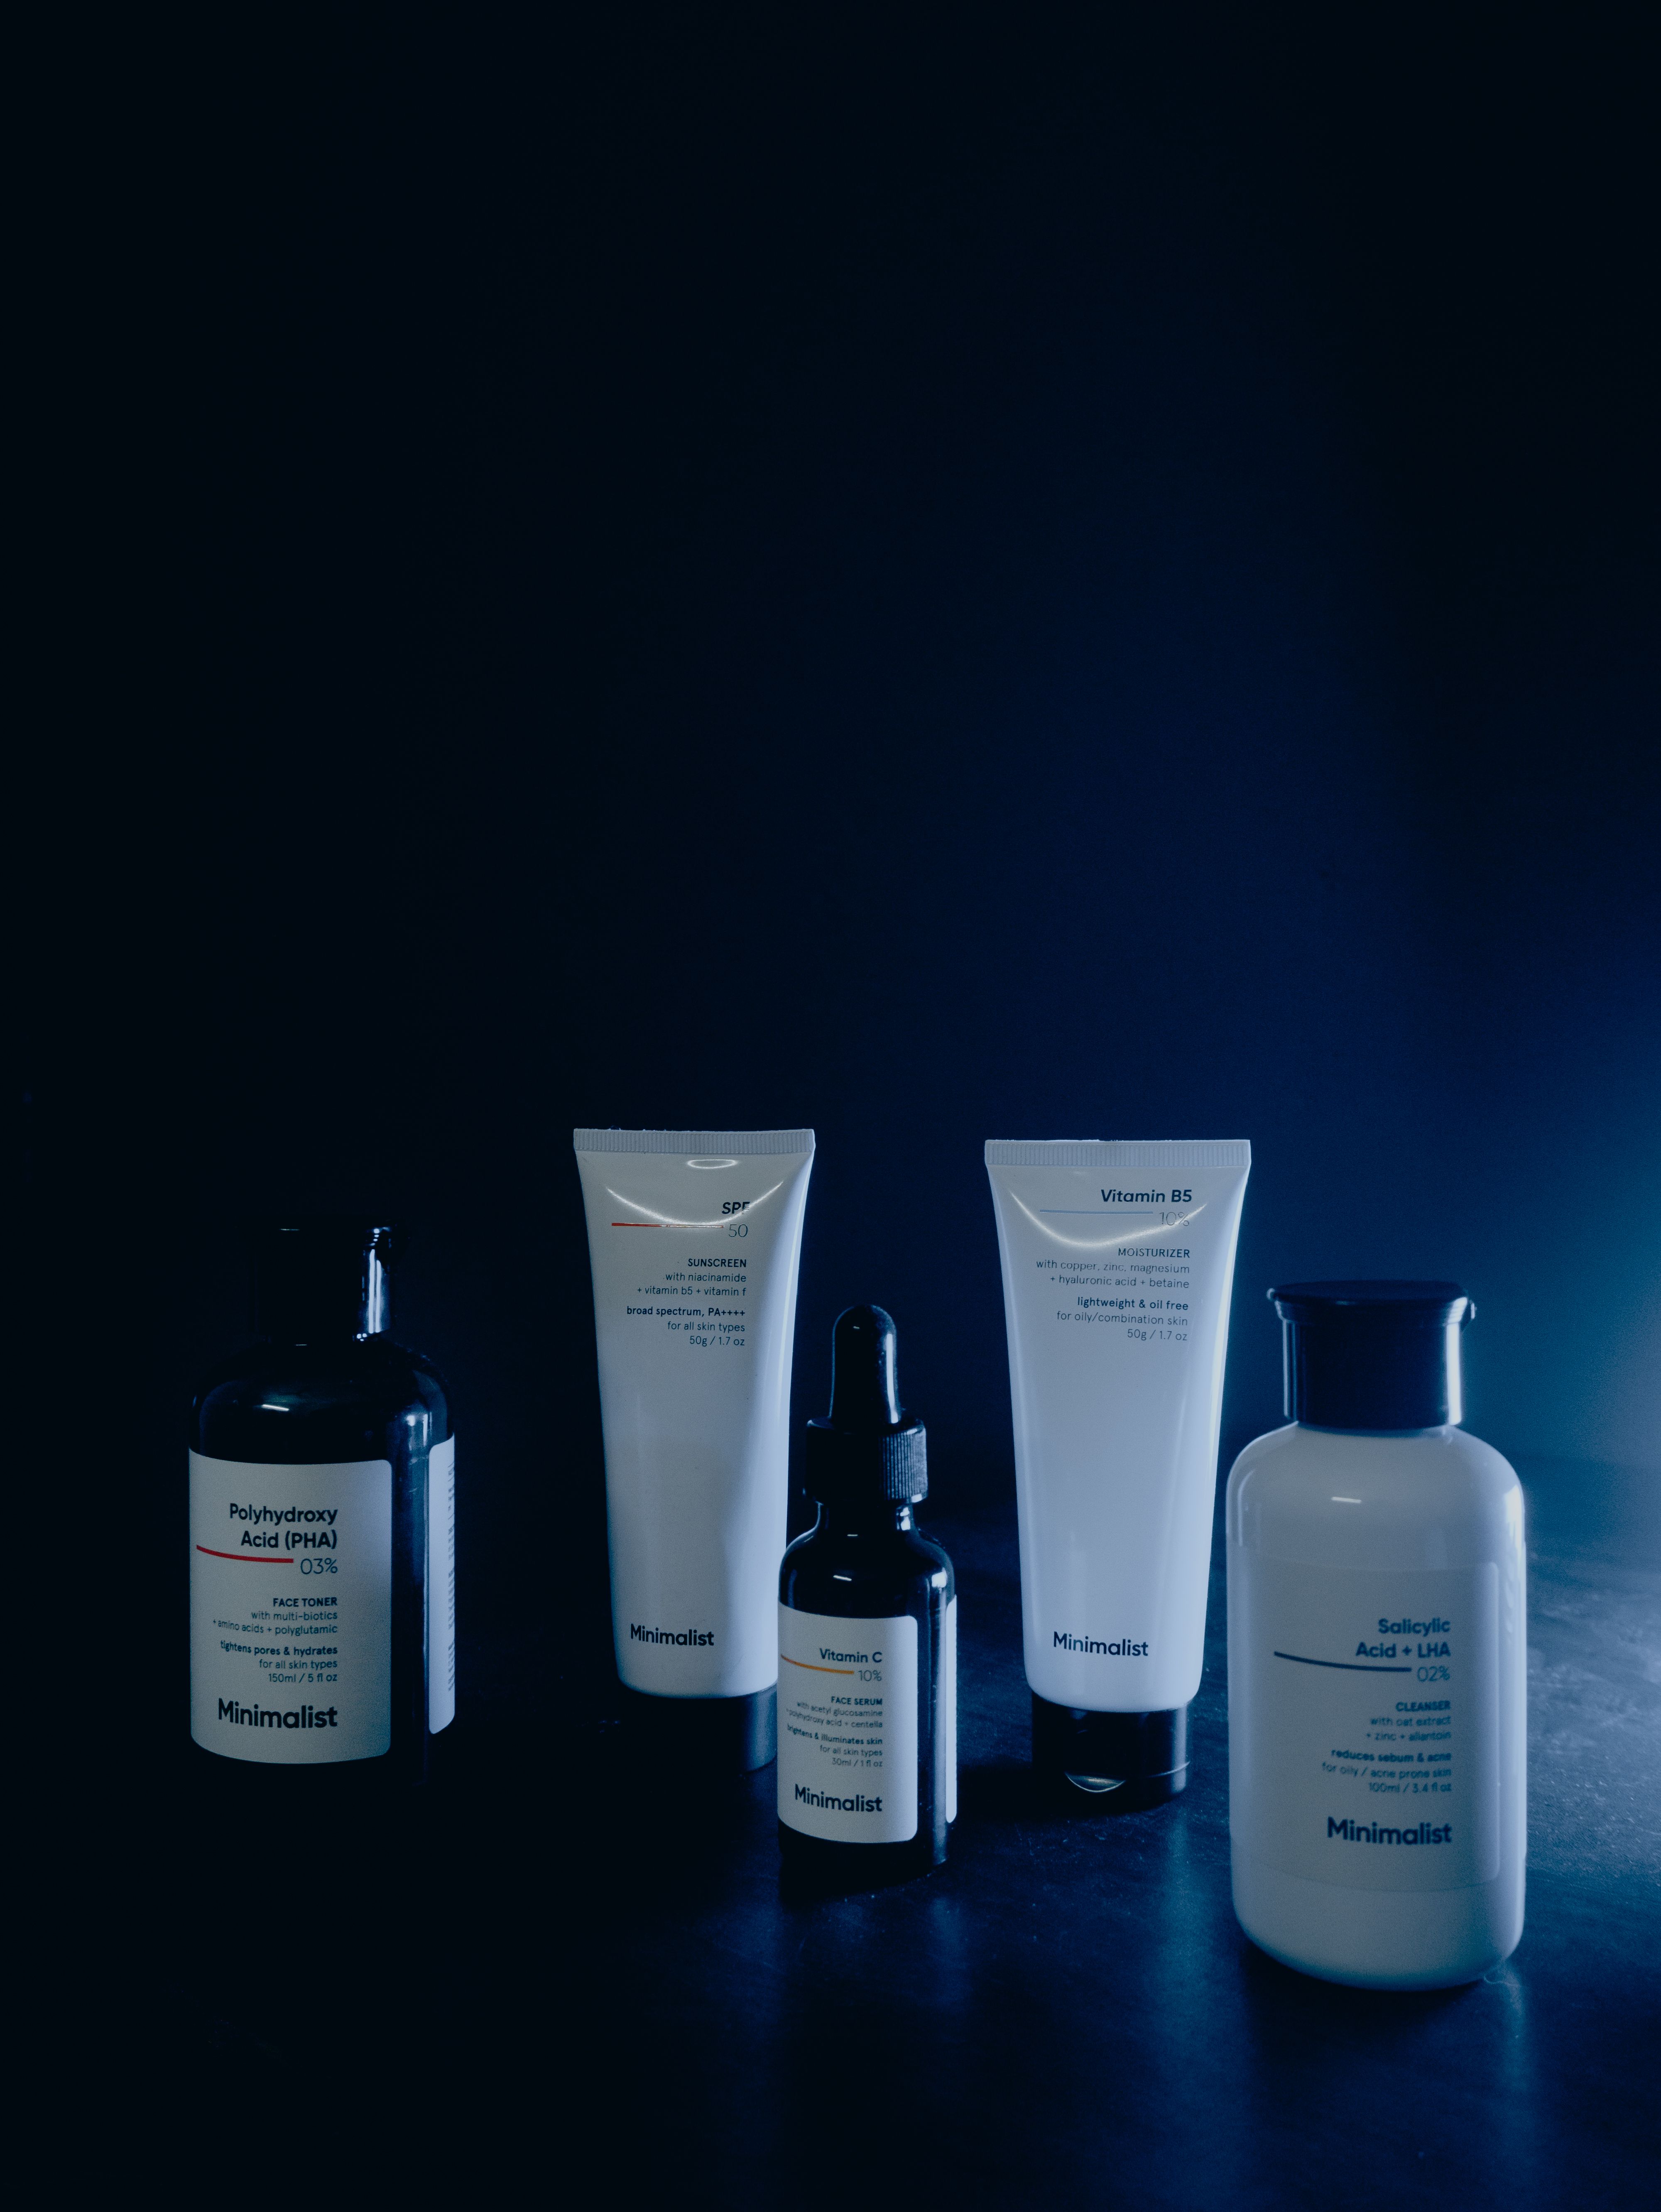 Polyhydroxy
Acid (PHA)
03%
FACE TONER
with multi-biotics
+ amino acids + polyglutamic
tightens pores & hydrates
for all skin types
150ml / 5 fl oz
Minimalist
SPF
50
SUNSCREEN
with niacinamide
+ vitamin b5 + vitamin f
broad spectrum, PA++++
for all skin types
50g / 1.7 oz
Minimalist
Vitamin C
10%
FACE SERUM
with acetyl glucosamine
+ polyhydroxy acid + centella
brightens & illuminates skin
for all skin types
30ml / 1 fl oz
Minimalist
Vitamin B5
10%
MOISTURIZER
with copper, zinc, magnesium
+ hyaluronic acid + betaine
lightweight & oil free
for oily/combination skin
50g / 1.7 oz
Minimalist
Salicylic
Acid + LHA
02%
CLEANSER
with oat extract
+ zinc + allantoin
reduces sebum & acne
for oily / acne prone skin
100ml / 3.4 fl oz
Minimalist